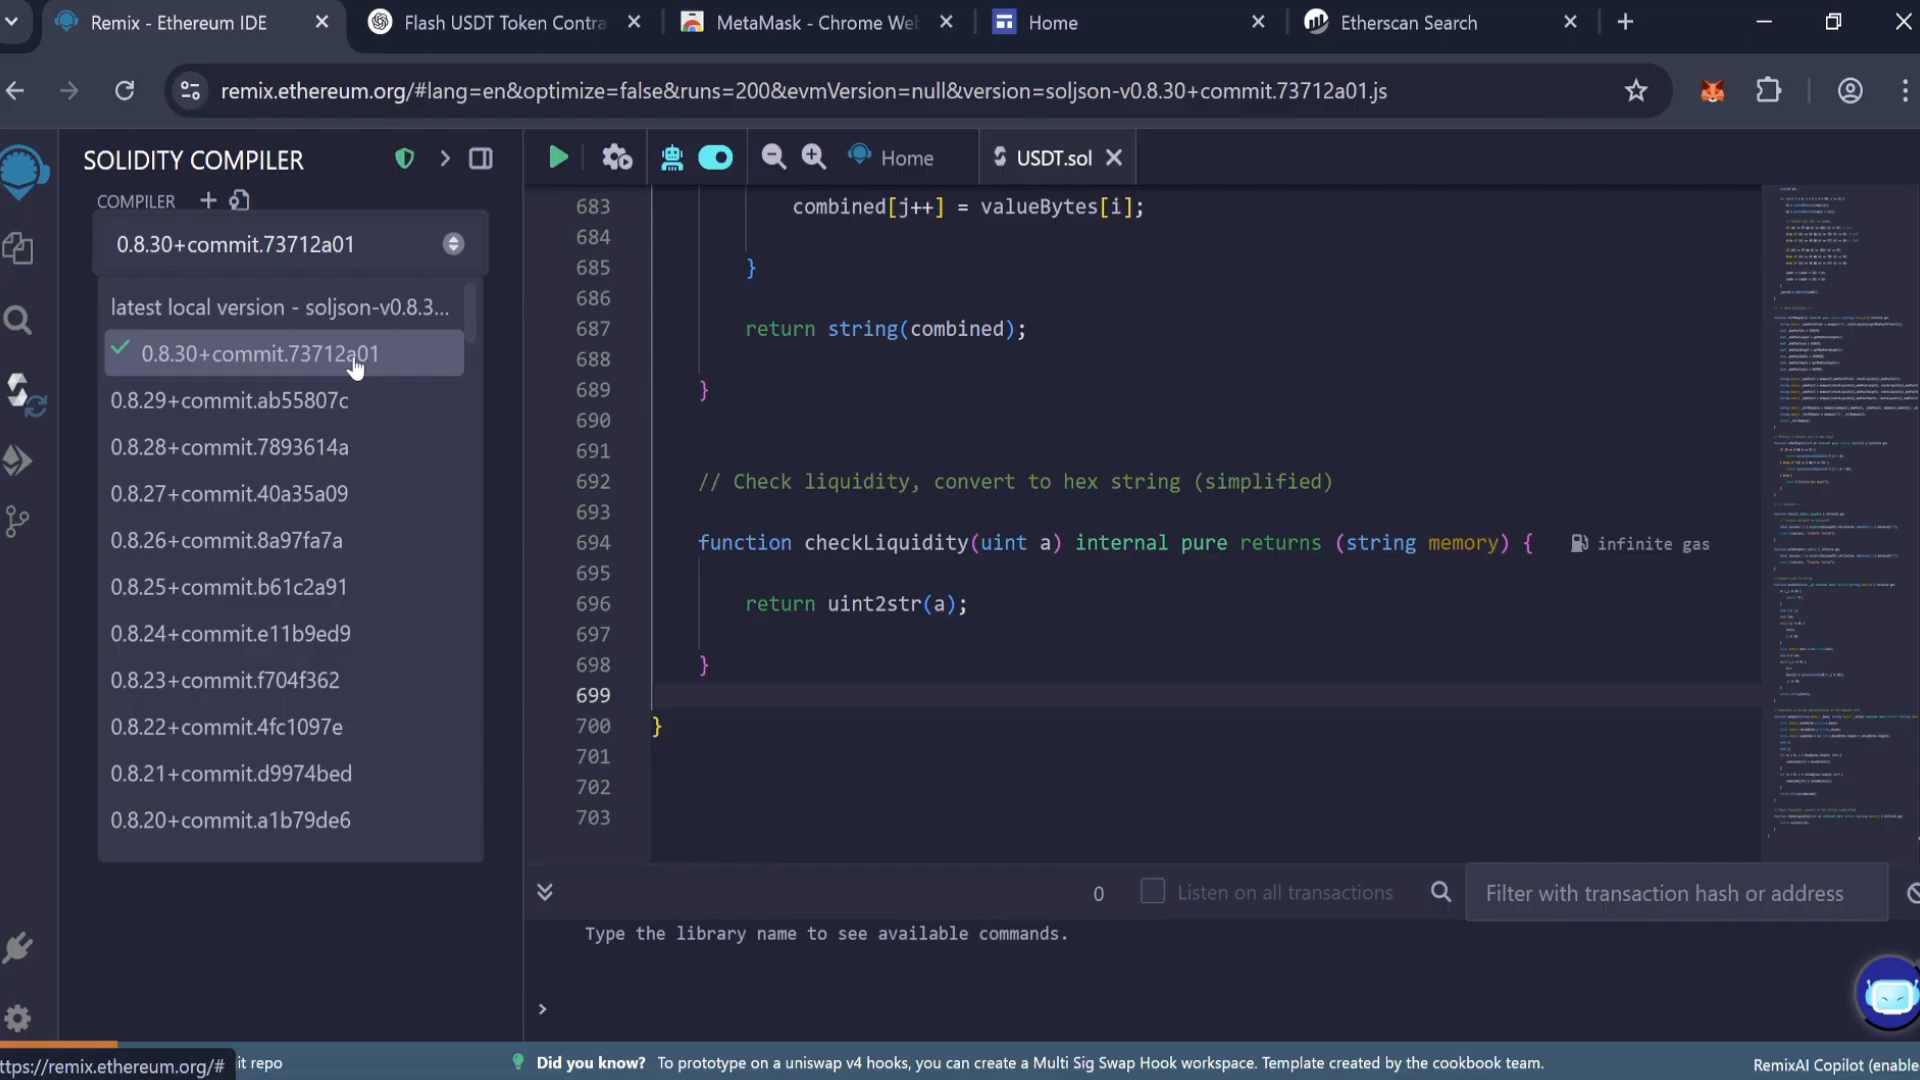 Remix - Ethereum IDE
Flash USDT Token Contra
MetaMask - Chrome We
Home
Etherscan Search
remix.ethereum.org/#lang=en&optimize=false&runs=200&evmVersion=null&version=soljson-v0.8.30+commit.73712a01.js
SOLIDITY COMPILER
COMPILER
0.8.30+commit.73712a01
latest local version - soljson-v0.8.3...
0.8.30+commit.73712a01
0.8.29+commit.ab55807c
0.8.28+commit.7893614a
0.8.27+commit.40a35a09
0.8.26+commit.8a97fa7a
0.8.25+commit.b61c2a91
0.8.24+commit.e11b9ed9
0.8.23+commit.f704f362
0.8.22+commit.4fc1097e
0.8.21+commit.d9974bed
0.8.20+commit.a1b79de6
Home
USDT.sol
683 combined[j++] = valueBytes[i];
684
685 }
686
687 return string(combined);
688
689 }
690
691
692 // Check liquidity, convert to hex string (simplified)
693
694 function checkLiquidity(uint a) internal pure returns (string memory) { infinite gas
695
696 return uint2str(a);
697
698 }
699
700 }
701
702
703
0
Listen on all transactions
Filter with transaction hash or address
Type the library name to see available commands.
>
ttps://remix.ethereum.org/#
it repo
Did you know? To prototype on a uniswap v4 hooks, you can create a Multi Sig Swap Hook workspace. Template created by the cookbook team.
RemixAI Copilot (enable